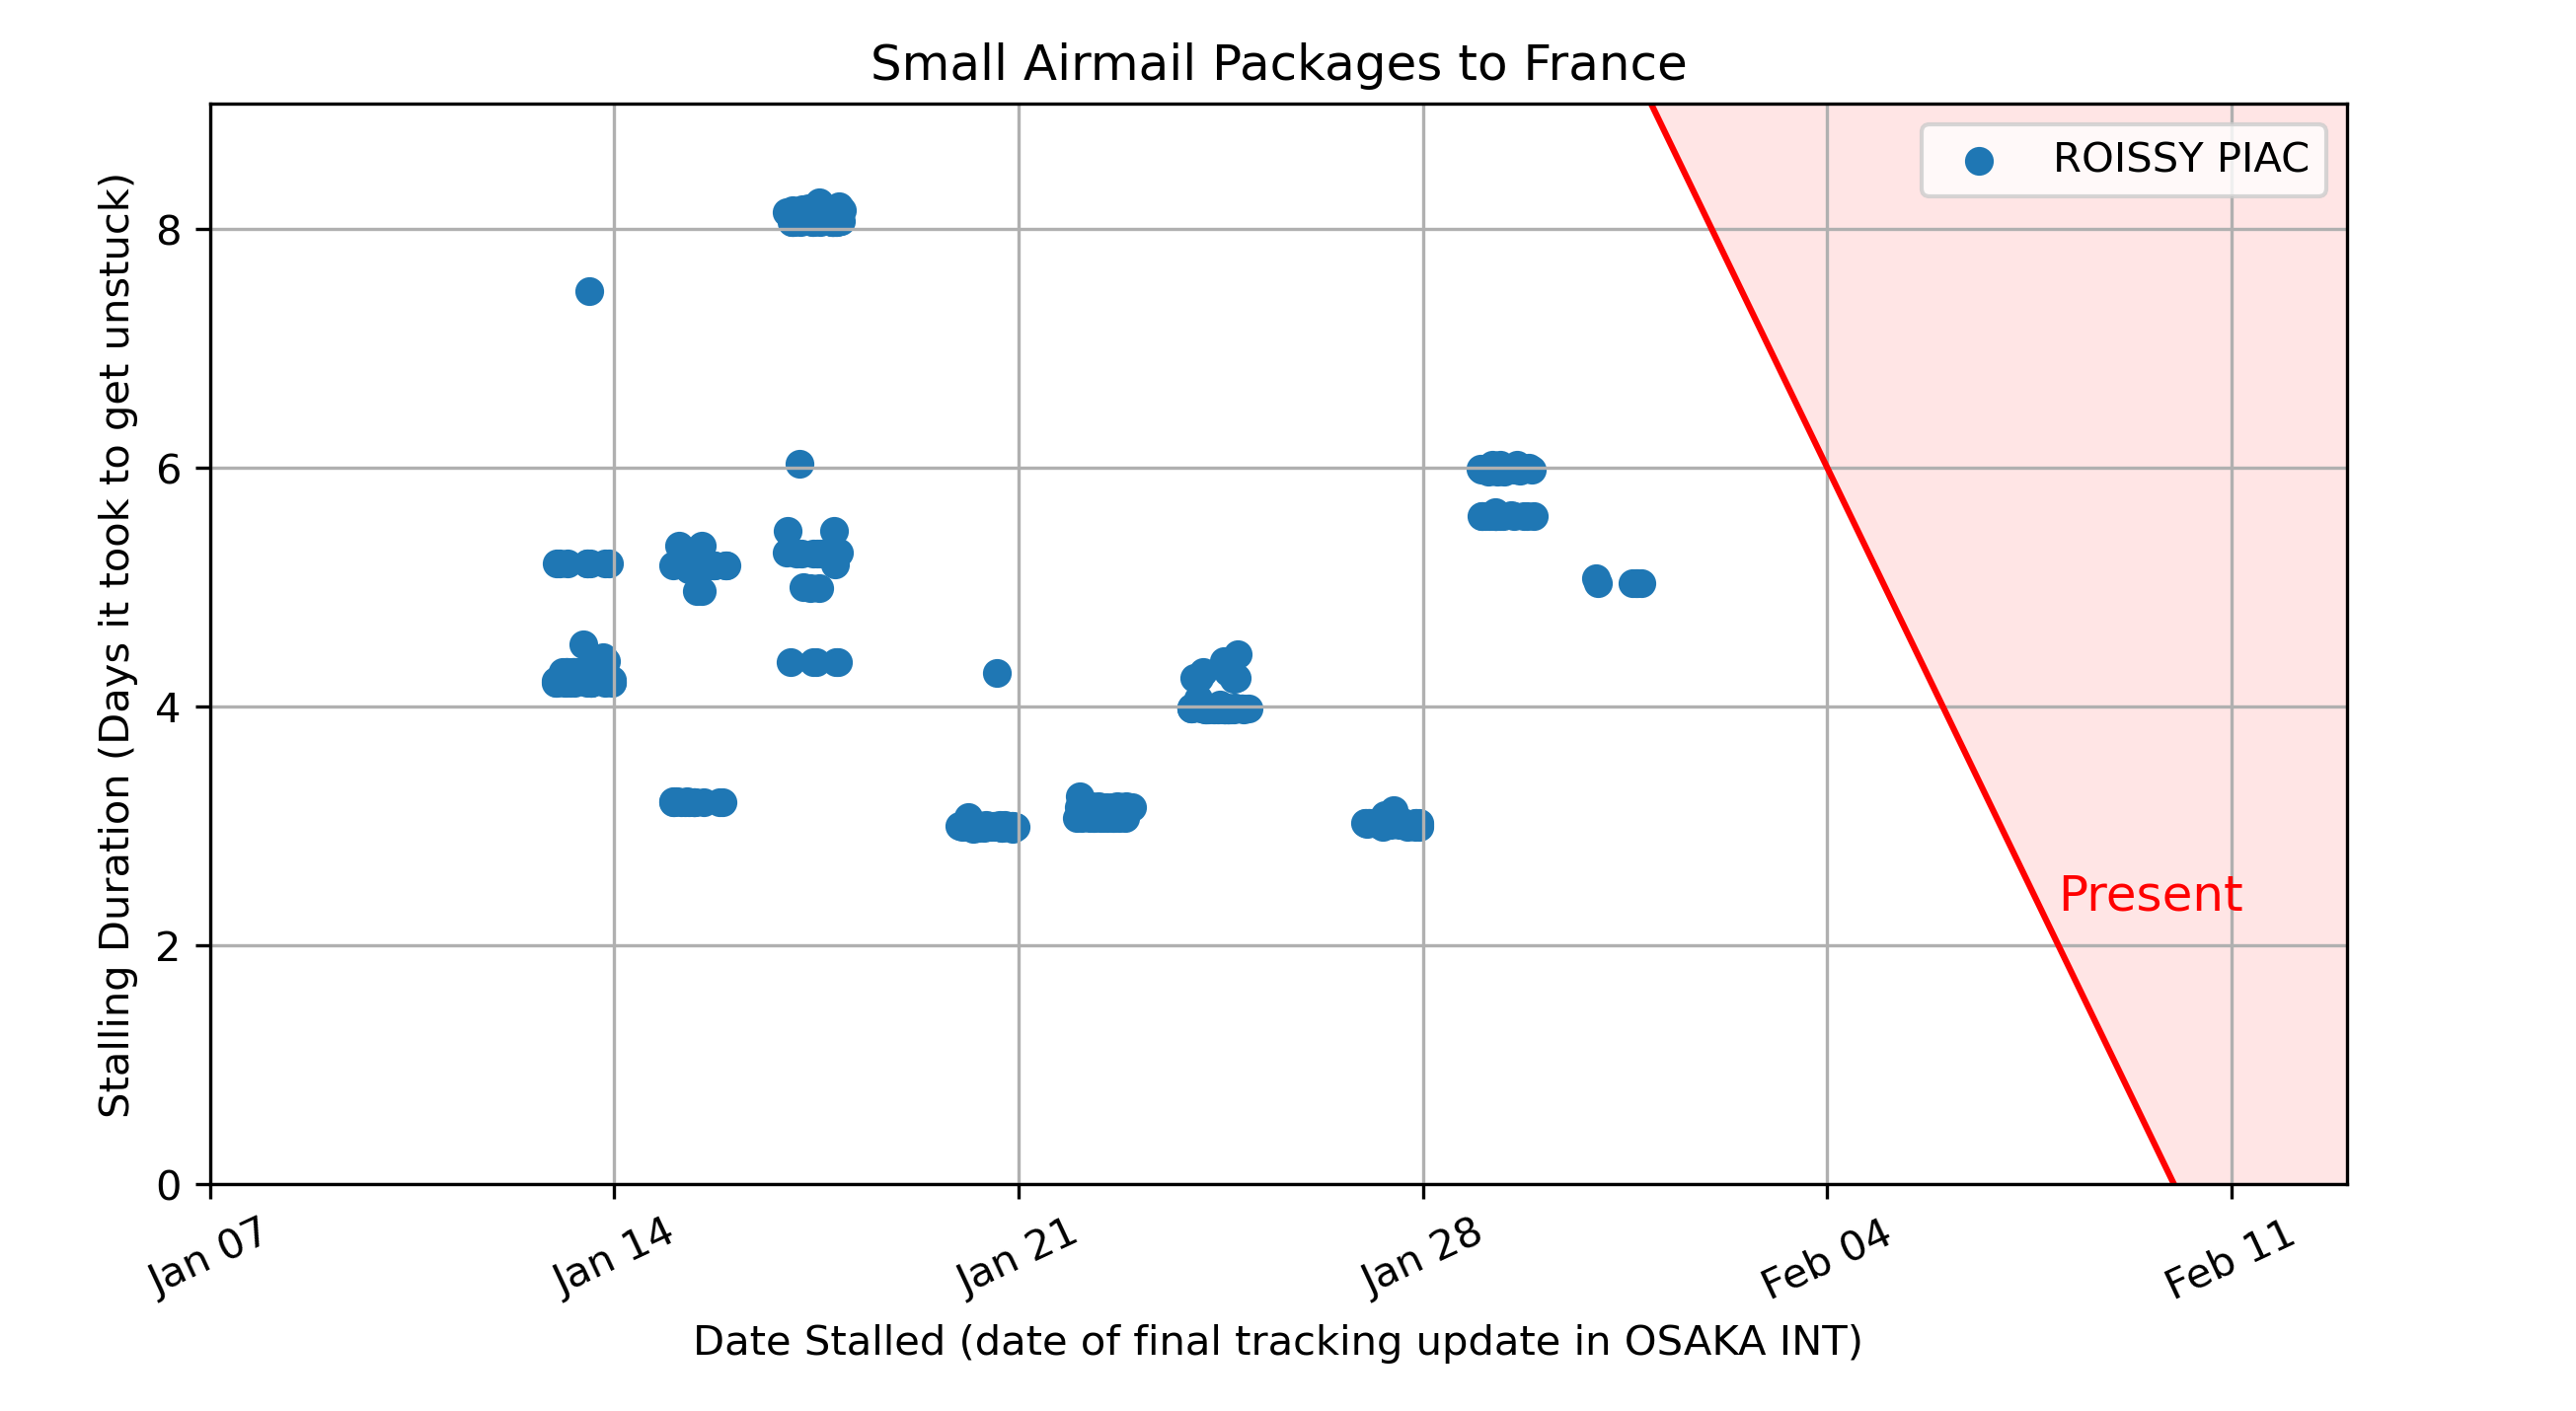 Small Airmail Packages to France
ROISSY PIAC
Stalling Duration (Days it took to get unstuck)
8
6
4
2
0
Present
Jan 07
Jan 14
Jan 21
Jan 28
Feb 04
Feb 11
Date Stalled (date of final tracking update in OSAKA INT)